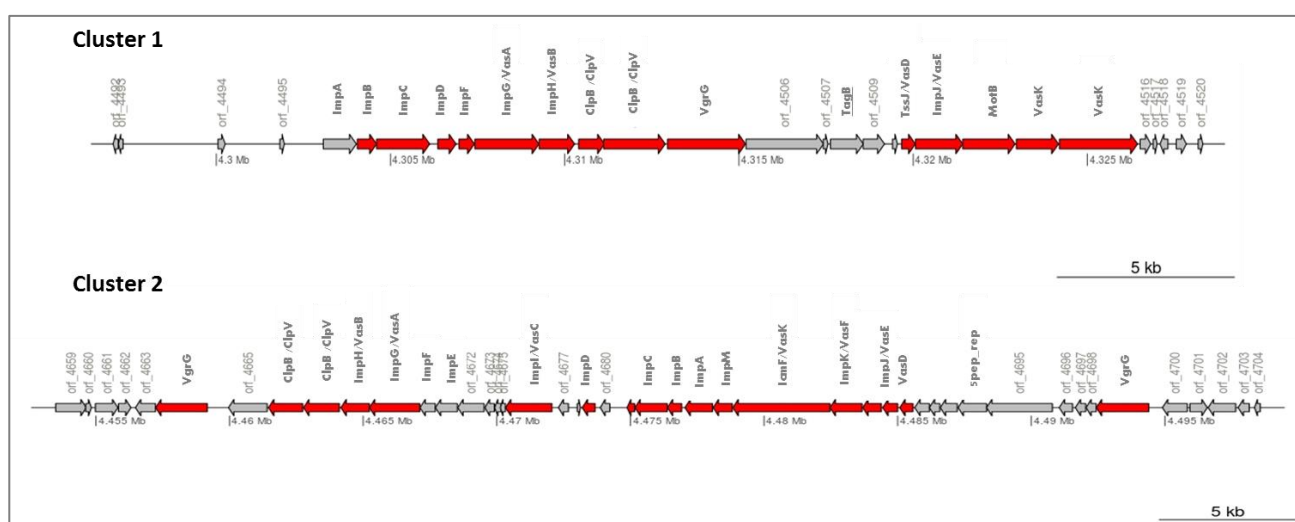 Cluster 1
orf_4492
orf_4493
orf_4494
orf_4495
ImpA
ImpB
ImpC
ImpD
ImpF
ImpG/VasA
ImpH/VasB
ClpB /ClpV
ClpB /ClpV
VgrG
orf_4506
orf_4507
TagB
orf_4509
TssJ/VasD
ImpJ/VasE
MotB
VasK
VasK
orf_4516
orf_4517
orf_4518
orf_4519
orf_4520
4.3 Mb
4.305 Mb
4.31 Mb
4.315 Mb
4.32 Mb
4.325 Mb
5 kb
Cluster 2
orf_4659
orf_4660
orf_4661
orf_4662
orf_4663
VgrG
orf_4665
ClpB /ClpV
ClpB /ClpV
ImpH/VasB
ImpG/VasA
ImpF
ImpE
orf_4672
orf_4673
orf_4675
ImpI/VasC
orf_4677
ImpD
orf_4680
ImpC
ImpB
ImpA
ImpM
IcmF/VasK
ImpK/VasF
ImpJ/VasE
VasD
5pep_rep
orf_4695
orf_4696
orf_4697
orf_4698
VgrG
orf_4700
orf_4701
orf_4702
orf_4703
orf_4704
4.455 Mb
4.46 Mb
4.465 Mb
4.47 Mb
4.475 Mb
4.48 Mb
4.485 Mb
4.49 Mb
4.495 Mb
5 kb